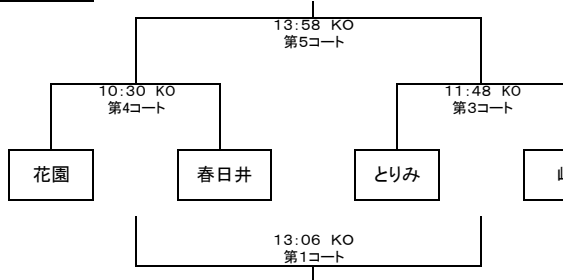 13:58 KO
第5コート
10:30 KO
第4コート
11:48 KO
第3コート
花園
春日井
とりみ
13:06 KO
第1コート